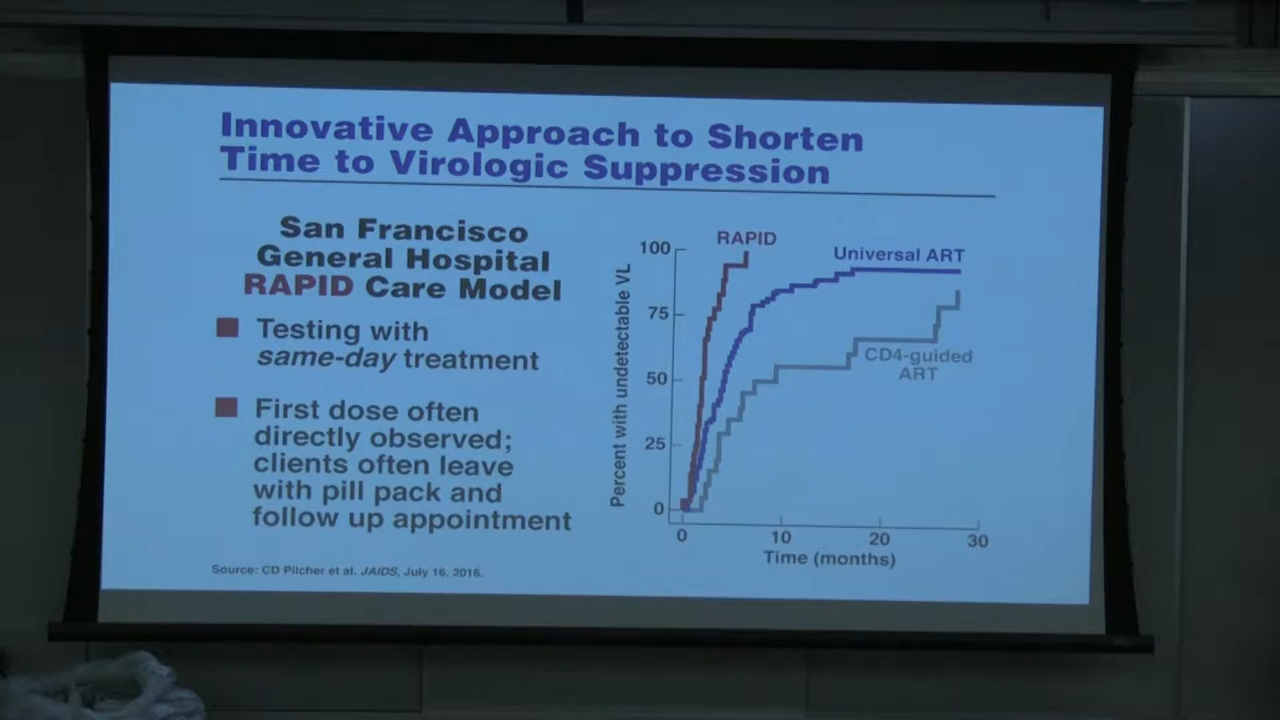 Innovative Approach to Shorten
Time to Virologic Suppression
San Francisco
General Hospital
RAPID Care Model
Testing with
same-day treatment
First dose often
directly observed;
clients often leave
with pill pack and
follow up appointment
Source: CD Pilcher et al. JAIDS, July 16, 2016.
Percent with undetectable VL
100
75
50
25
0
RAPID
Universal ART
CD4-guided
ART
0 10 20 30
Time (months)